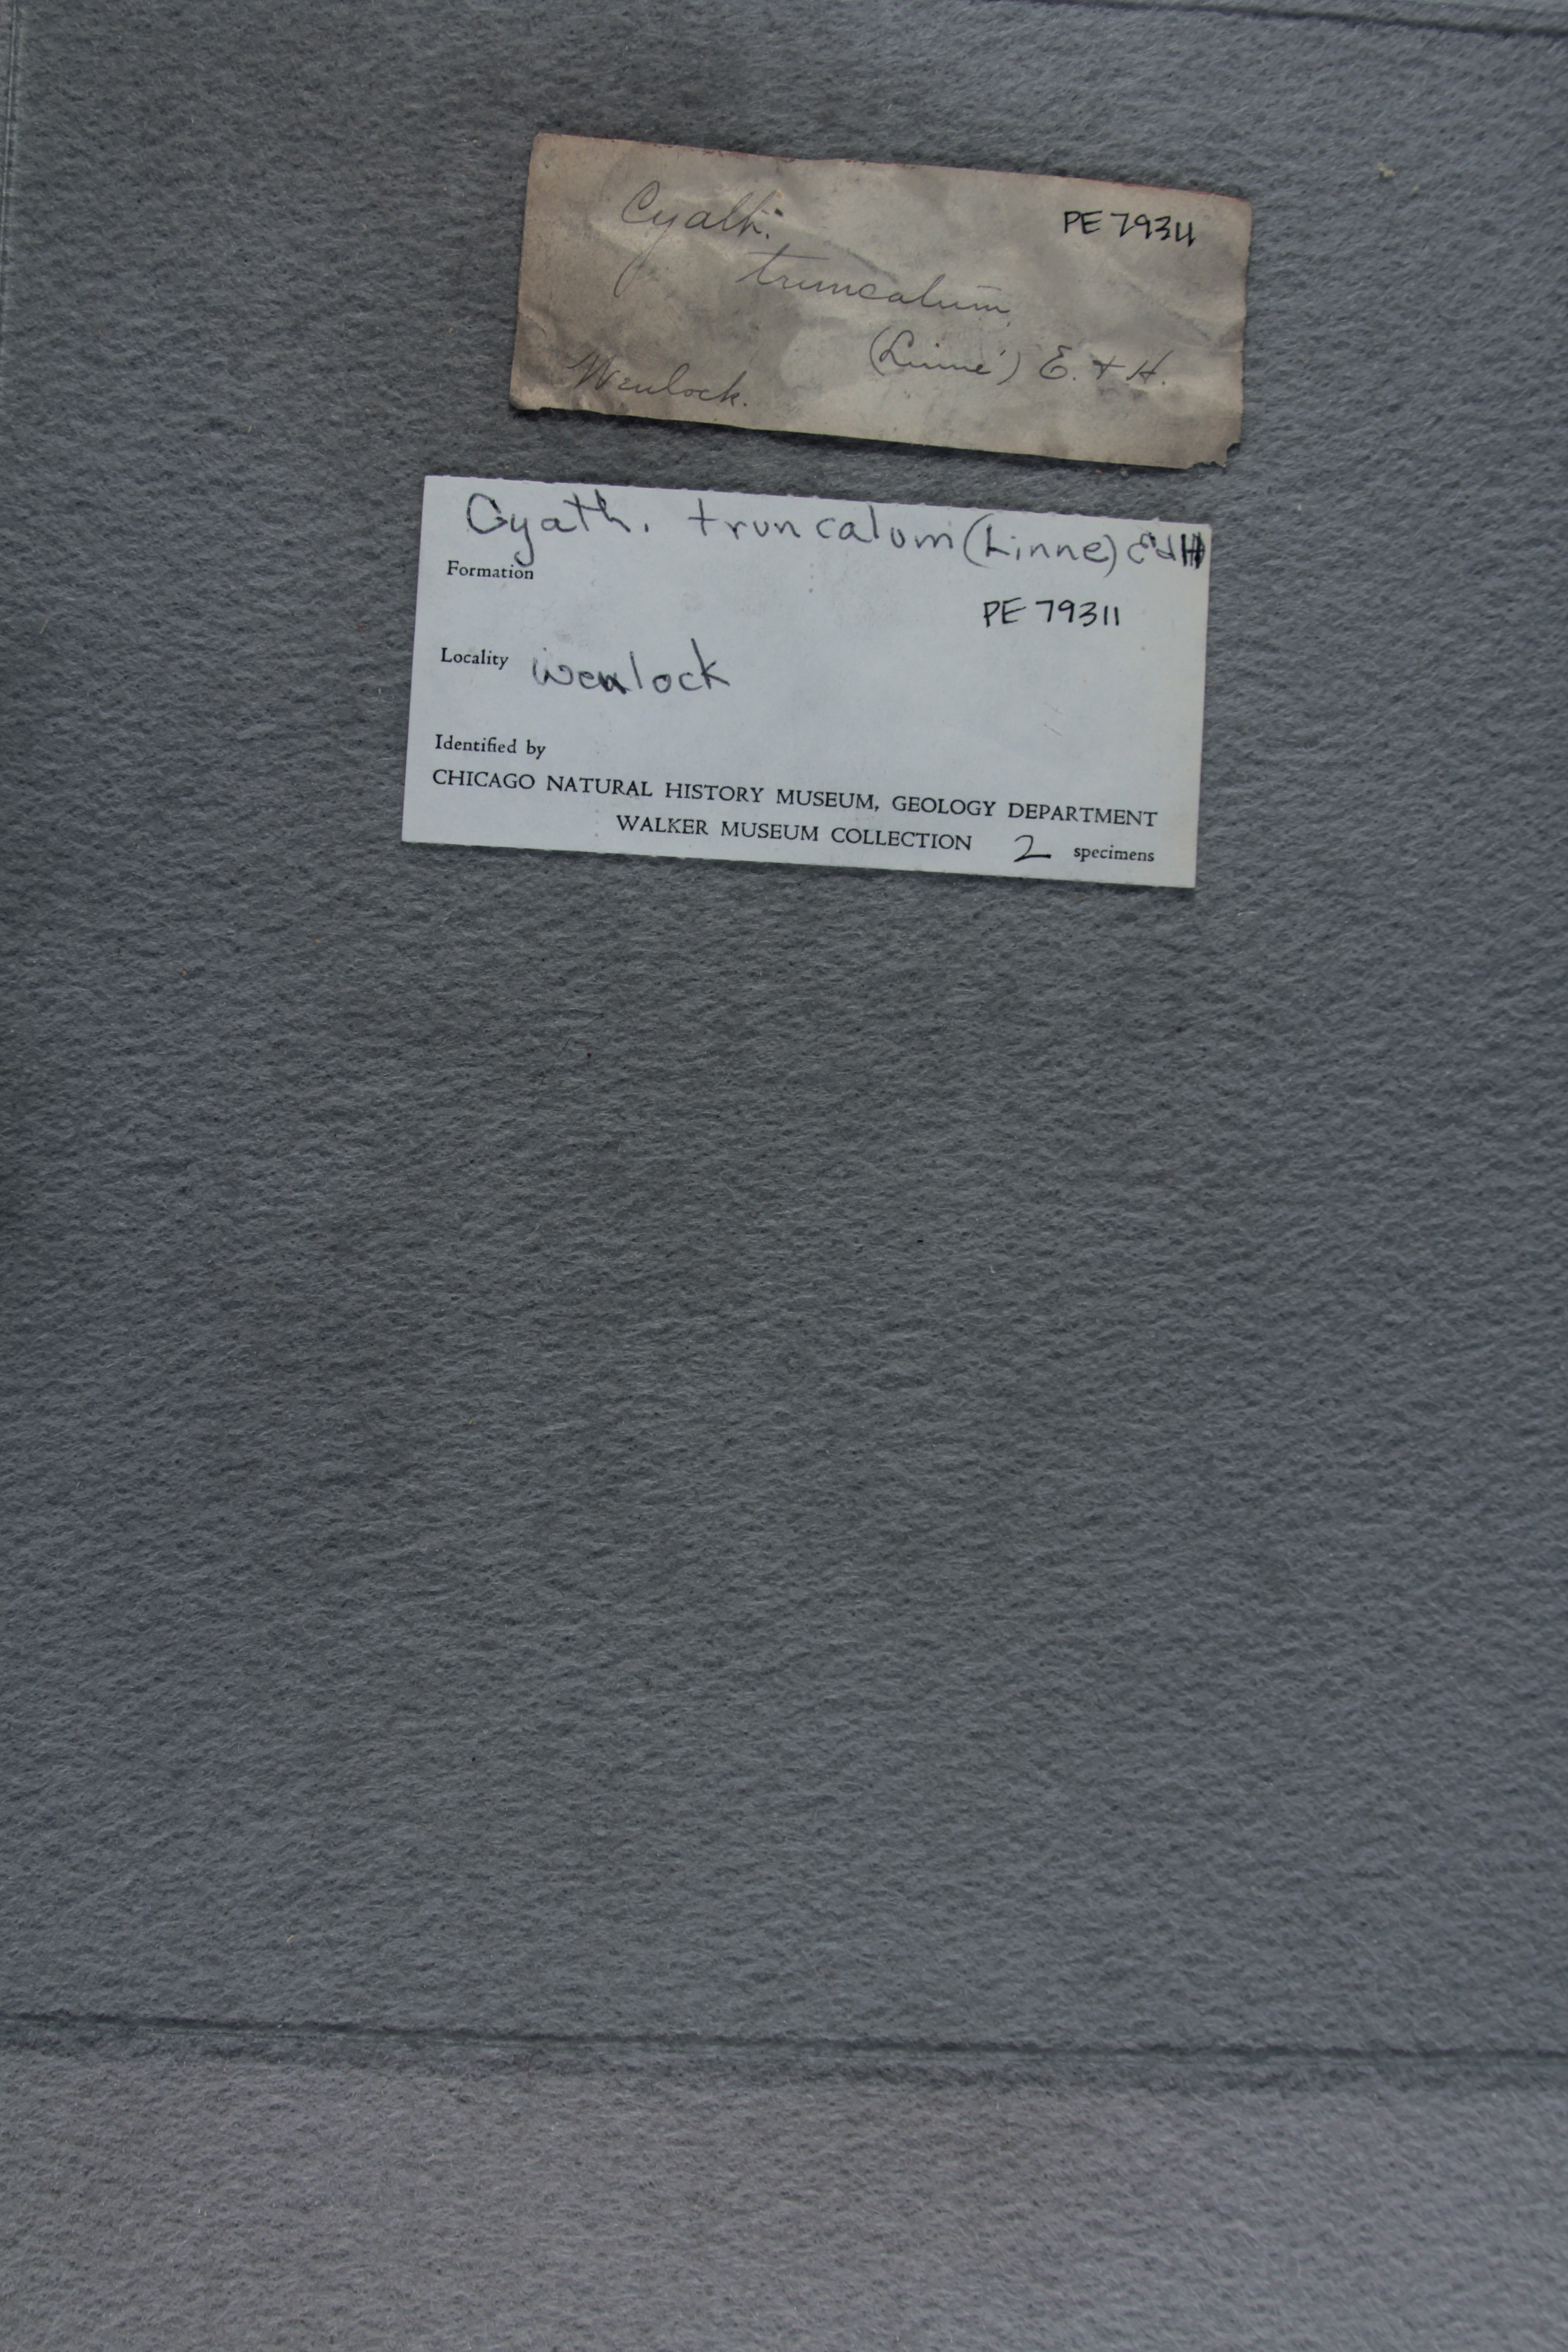 Cyath.
PE 79311
truncatum
(Linné) E. + H.
Wenlock.
Cyath. truncalum (Linne) E&H
Formation
PE 79311
Locality Wenlock
Identified by
CHICAGO NATURAL HISTORY MUSEUM, GEOLOGY DEPARTMENT
WALKER MUSEUM COLLECTION 2 specimens